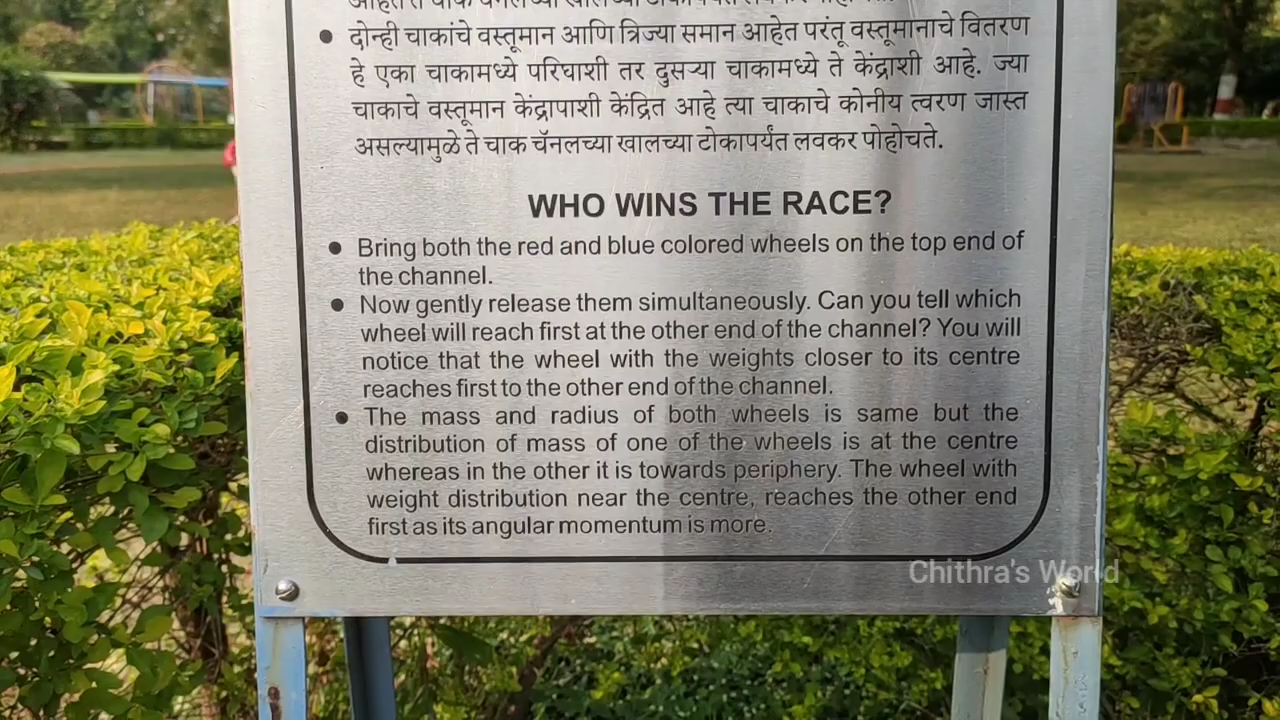 • दोन्ही चाकांचे वस्तूमान आणि त्रिज्या समान आहेत परंतू वस्तूमानाचे वितरण
हे एका चाकामध्ये परिघाशी तर दुसऱ्या चाकामध्ये ते केंद्राशी आहे. ज्या
चाकाचे वस्तूमान केंद्रापाशी केंद्रित आहे त्या चाकाचे कोनीय त्वरण जास्त
असल्यामुळे ते चाक चॅनलच्या खालच्या टोकापर्यंत लवकर पोहोचते.
WHO WINS THE RACE?
• Bring both the red and blue colored wheels on the top end of
the channel.
• Now gently release them simultaneously. Can you tell which
wheel will reach first at the other end of the channel? You will
notice that the wheel with the weights closer to its centre
reaches first to the other end of the channel.
• The mass and radius of both wheels is same but the
distribution of mass of one of the wheels is at the centre
whereas in the other it is towards periphery. The wheel with
weight distribution near the centre, reaches the other end
first as its angular momentum is more.
Chithra's World